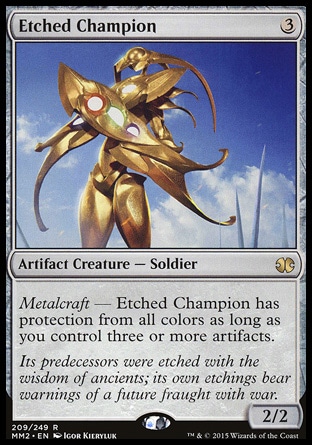 Etched Champion 3
Artifact Creature — Soldier
Metalcraft — Etched Champion has
protection from all colors as long as
you control three or more artifacts.
Its predecessors were etched with the
wisdom of ancients; its own etchings bear
warnings of a future fraught with war.
2/2
209/249 R
MM2 • EN Igor Kieryluk
™ & © 2015 Wizards of the Coast